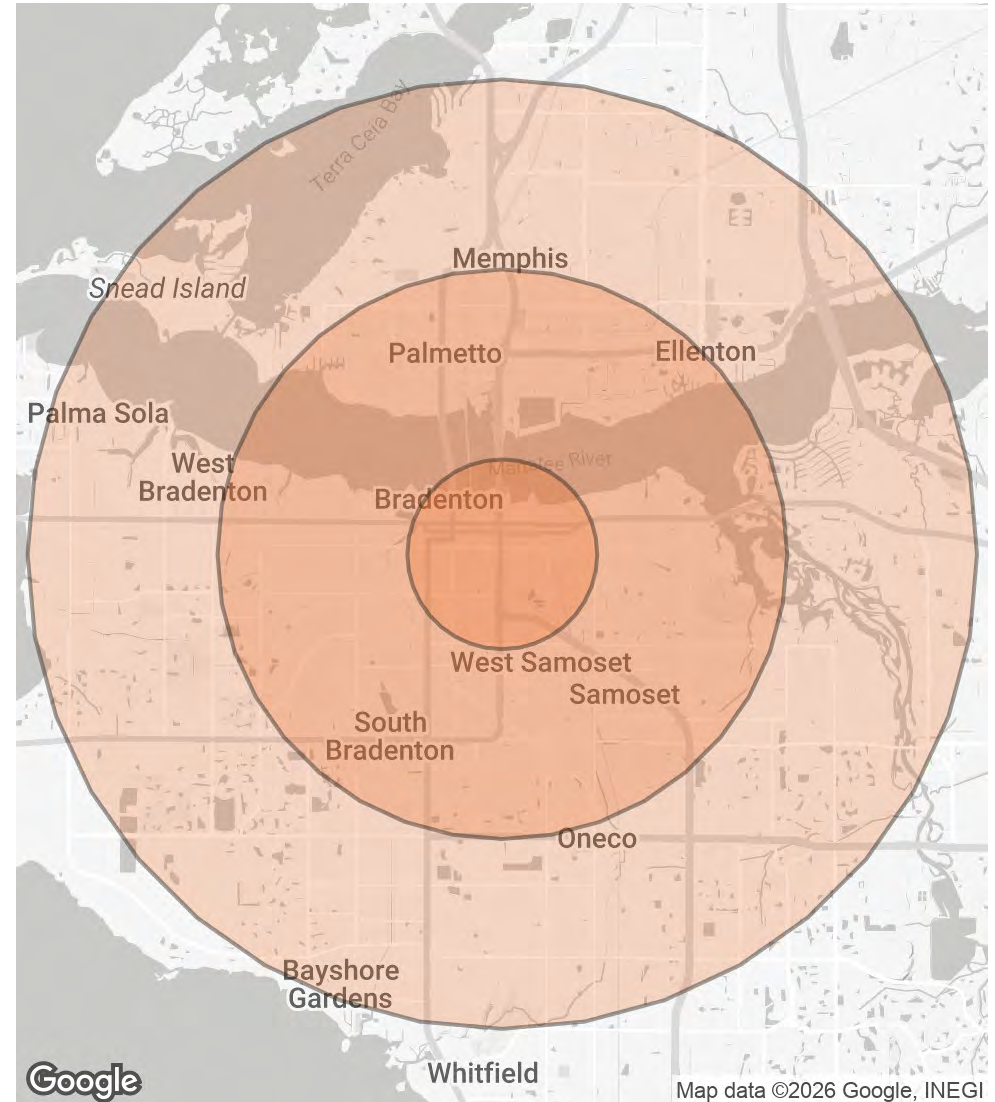 Terra Ceia Bay
Memphis
Snead Island
Palmetto
Ellenton
Palma Sola
West
Bradenton
Manatee River
Bradenton
West Samoset
Samoset
South
Bradenton
Oneco
Bayshore
Gardens
Whitfield
Google
Map data ©2026 Google, INEGI